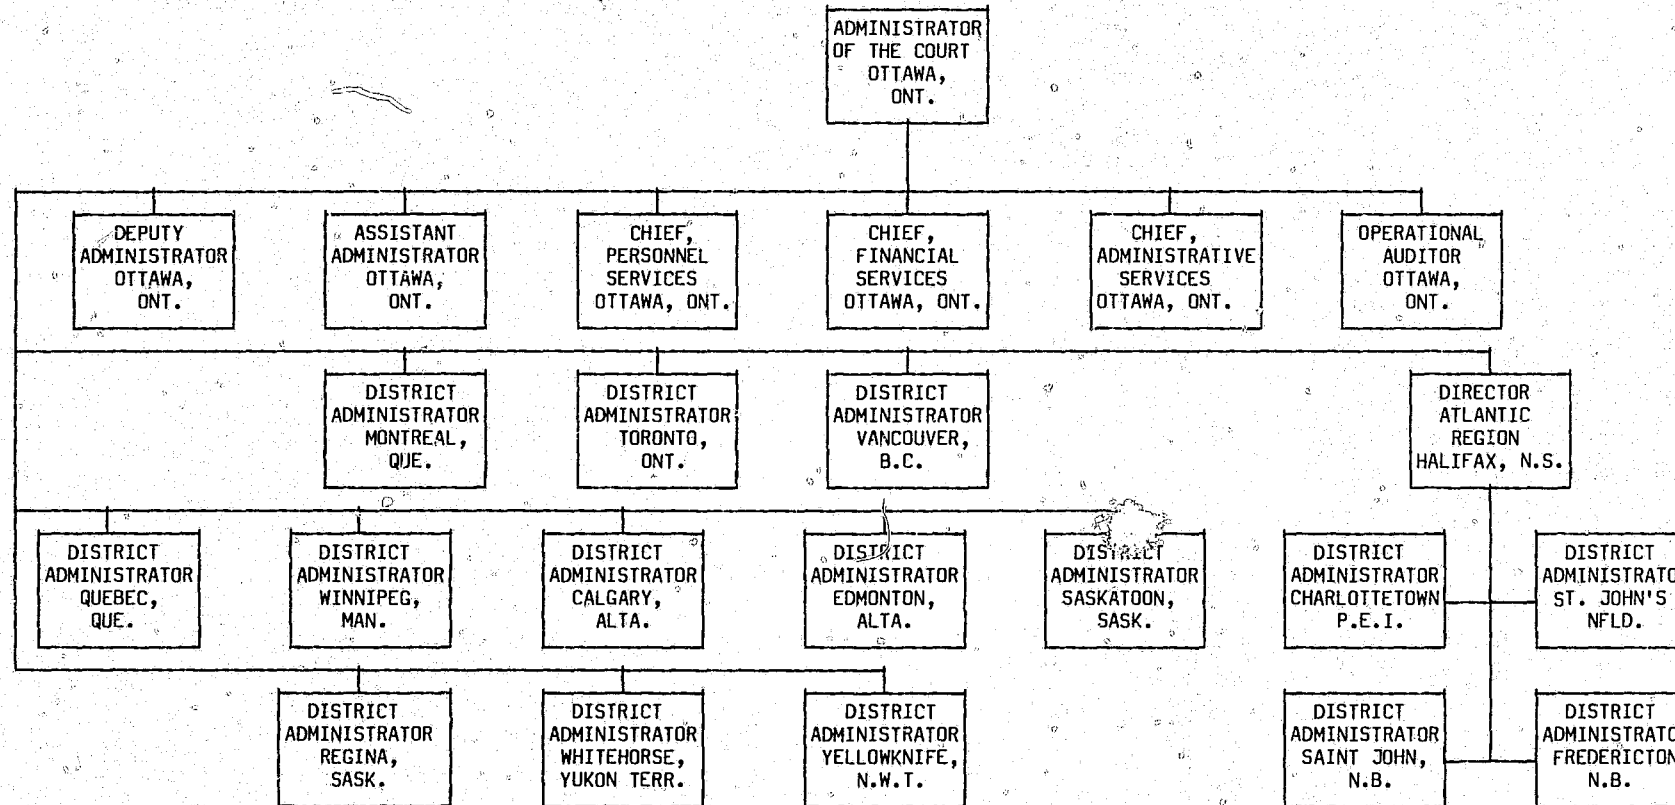 ADMINISTRATOR
OF THE COURT
OTTAWA,
ONT.
DEPUTY
ADMINISTRATOR
OTTAWA,
ONT.
ASSISTANT
ADMINISTRATOR
OTTAWA,
ONT.
CHIEF,
PERSONNEL
SERVICES
OTTAWA, ONT.
CHIEF,
FINANCIAL
SERVICES
OTTAWA, ONT.
CHIEF,
ADMINISTRATIVE
SERVICES
OTTAWA, ONT.
OPERATIONAL
AUDITOR
OTTAWA,
ONT.
DISTRICT
ADMINISTRATOR
MONTREAL,
QUE.
DISTRICT
ADMINISTRATOR
TORONTO,
ONT.
DISTRICT
ADMINISTRATOR
VANCOUVER,
B.C.
DIRECTOR
ATLANTIC
REGION
HALIFAX, N.S.
DISTRICT
ADMINISTRATOR
QUEBEC,
QUE.
DISTRICT
ADMINISTRATOR
WINNIPEG,
MAN.
DISTRICT
ADMINISTRATOR
CALGARY,
ALTA.
DISTRICT
ADMINISTRATOR
EDMONTON,
ALTA.
DISTRICT
ADMINISTRATOR
SASKATOON,
SASK.
DISTRICT
ADMINISTRATOR
CHARLOTTETOWN
P.E.I.
DISTRICT
ADMINISTRATO
ST. JOHN'S
NFLD.
DISTRICT
ADMINISTRATOR
REGINA,
SASK.
DISTRICT
ADMINISTRATOR
WHITEHORSE,
YUKON TERR.
DISTRICT
ADMINISTRATOR
YELLOWKNIFE,
N.W.T.
DISTRICT
ADMINISTRATOR
SAINT JOHN,
N.B.
DISTRICT
ADMINISTRATO
FREDERICTON
N.B.